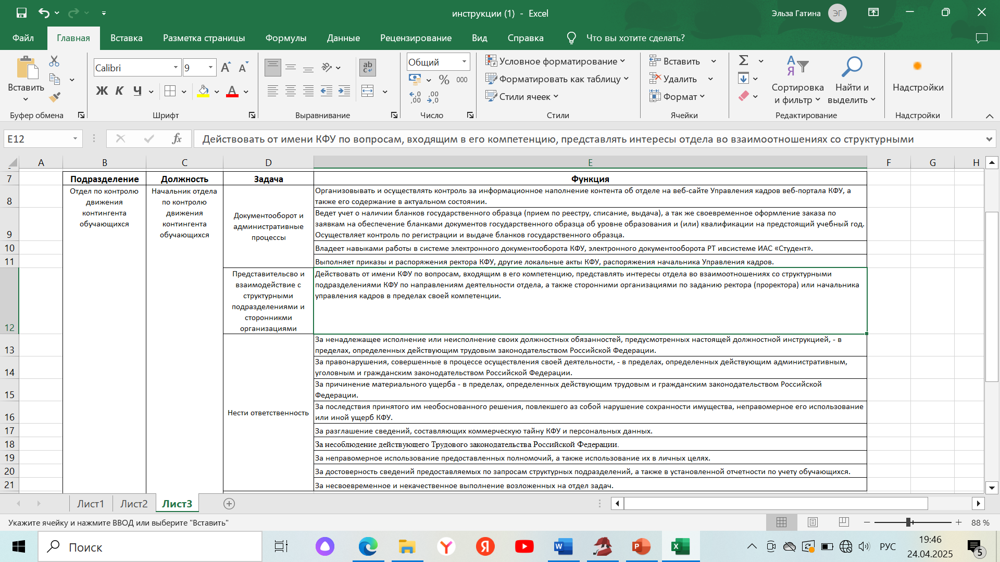 инструкции (1) - Excel
Эльза Гатина
ЭГ
Файл Главная Вставка Разметка страницы Формулы Данные Рецензирование Вид Справка Что вы хотите сделать?
Вставить
Буфер обмена
Calibri 9
Ж К Ч
Шрифт
Выравнивание
Общий
% 000
Число
Условное форматирование
Форматировать как таблицу
Стили ячеек
Стили
Вставить
Удалить
Формат
Ячейки
Сортировка и фильтр
Найти и выделить
Редактирование
Надстройки
Надстройки
E12 fx Действовать от имени КФУ по вопросам, входящим в его компетенцию, представлять интересы отдела во взаимоотношениях со структурными
A B C D E F G H
7 Подразделение Должность Задача Функция
Отдел по контролю
движения
контингента
обучающихся
Начальник отдела
по контролю
движения
контингента
обучающихся
Документооборот и
административные
процессы
8 Организовывать и осуществлять контроль за информационное наполнение контента об отделе на веб-сайте Управления кадров веб-портала КФУ, а
также его содержание в актуальном состоянии.
9 Ведет учет о наличии бланков государственного образца (прием по реестру, списание, выдача), а так же своевременное оформление заказа по
заявкам на обеспечение бланками документов государственного образца об уровне образования и (или) квалификации на предстоящий учебный год.
Осуществляет контроль по регистрации и выдаче бланков государственного образца.
10 Владеет навыками работы в системе электронного документооборота КФУ, электронного документооборота РТ ивсистеме ИАС «Студент».
11 Выполняет приказы и распоряжения ректора КФУ, другие локальные акты КФУ, распоряжения начальника Управления кадров.
12
Представительсво и
взаимодействие с
структурными
подразделениями и
сторонникми
организациями
Действовать от имени КФУ по вопросам, входящим в его компетенцию, представлять интересы отдела во взаимоотношениях со структурными
подразделениями КФУ по направлениям деятельности отдела, а также сторонними организациями по заданию ректора (проректора) или начальника
управления кадров в пределах своей компетенции.
Нести ответственность
13 За ненадлежащее исполнение или неисполнение своих должностных обязанностей, предусмотренных настоящей должностной инструкцией, - в
пределах, определенных действующим трудовым законодательством Российской Федерации.
14 За правонарушения, совершенные в процессе осуществления своей деятельности, - в пределах, определенных действующим административным,
уголовным и гражданским законодательством Российской Федерации.
15 За причинение материального ущерба - в пределах, определенных действующим трудовым и гражданским законодательством Российской
Федерации.
16 За последствия принятого им необоснованного решения, повлекшего аз собой нарушение сохранности имущества, неправомерное его использование
или иной ущерб КФУ.
17 За разглашение сведений, составляющих коммерческую тайну КФУ и персональных данных.
18 За несоблюдение действующего Трудового законодательства Российской Федерации.
19 За неправомерное использование предоставленных полномочий, а также использование их в личных целях.
20 За достоверность сведений предоставляемых по запросам структурных подразделений, а также в установленной отчетности по учету обучающихся.
21 За несвоевременное и некачественное выполнение возложенных на отдел задач.
Лист1 Лист2 Лист3
Укажите ячейку и нажмите ВВОД или выберите "Вставить"
88 %
Поиск
РУС
19:46
24.04.2025
5